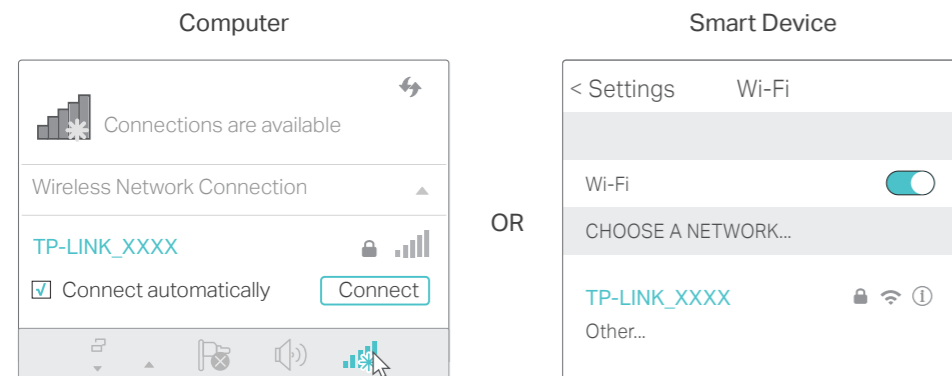 Computer
Connections are available
Wireless Network Connection
TP-LINK_XXXX
Connect automatically
Connect
OR
Smart Device
< Settings
Wi-Fi
Wi-Fi
CHOOSE A NETWORK...
TP-LINK_XXXX
Other...